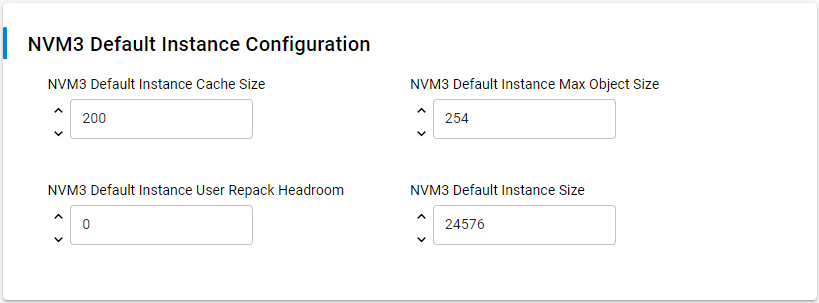 NVM3 Default Instance Configuration
NVM3 Default Instance Cache Size
200
NVM3 Default Instance Max Object Size
254
NVM3 Default Instance User Repack Headroom
0
NVM3 Default Instance Size
24576